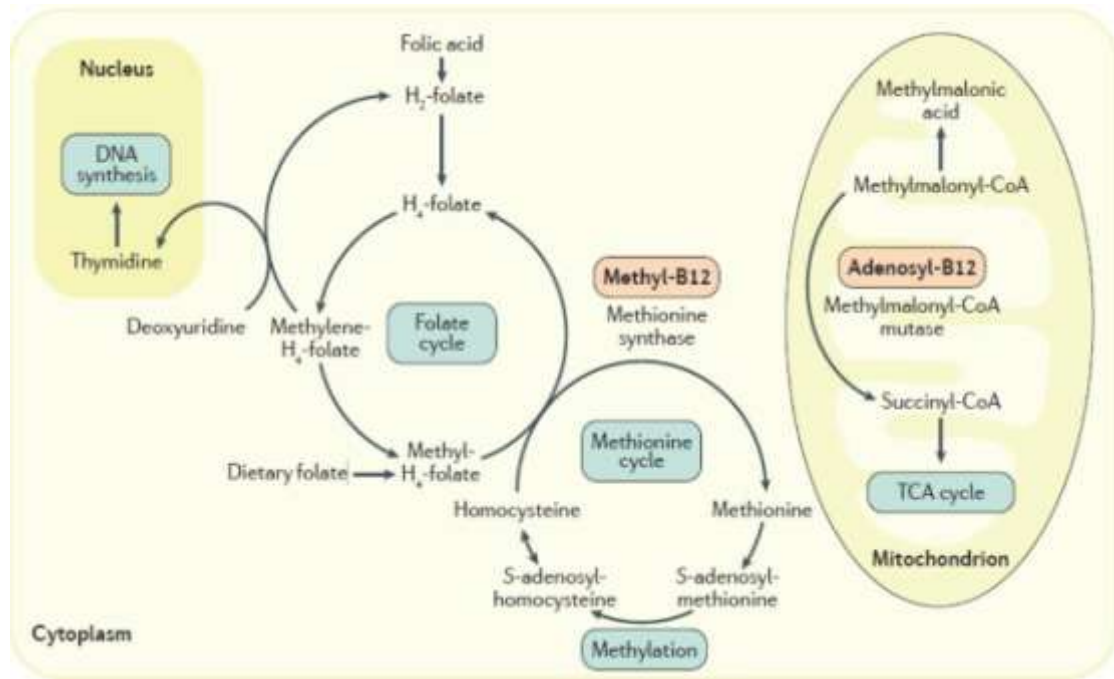 Folic acid
Nucleus
H₂-folate
Methylmalonic
acid
DNA
synthesis
Methylmalonyl-CoA
H₄-folate
Thymidine
Methyl-B12
Adenosyl-B12
Methionine
synthase
Methylmalonyl-CoA
mutase
Deoxyuridine
Methylene-
H₄-folate
Folate
cycle
Succinyl-CoA
Methionine
cycle
Dietary folate
Methyl-
H₄-folate
TCA cycle
Homocysteine
Methionine
Mitochondrion
S-adenosyl-
homocysteine
S-adenosyl-
methionine
Cytoplasm
Methylation